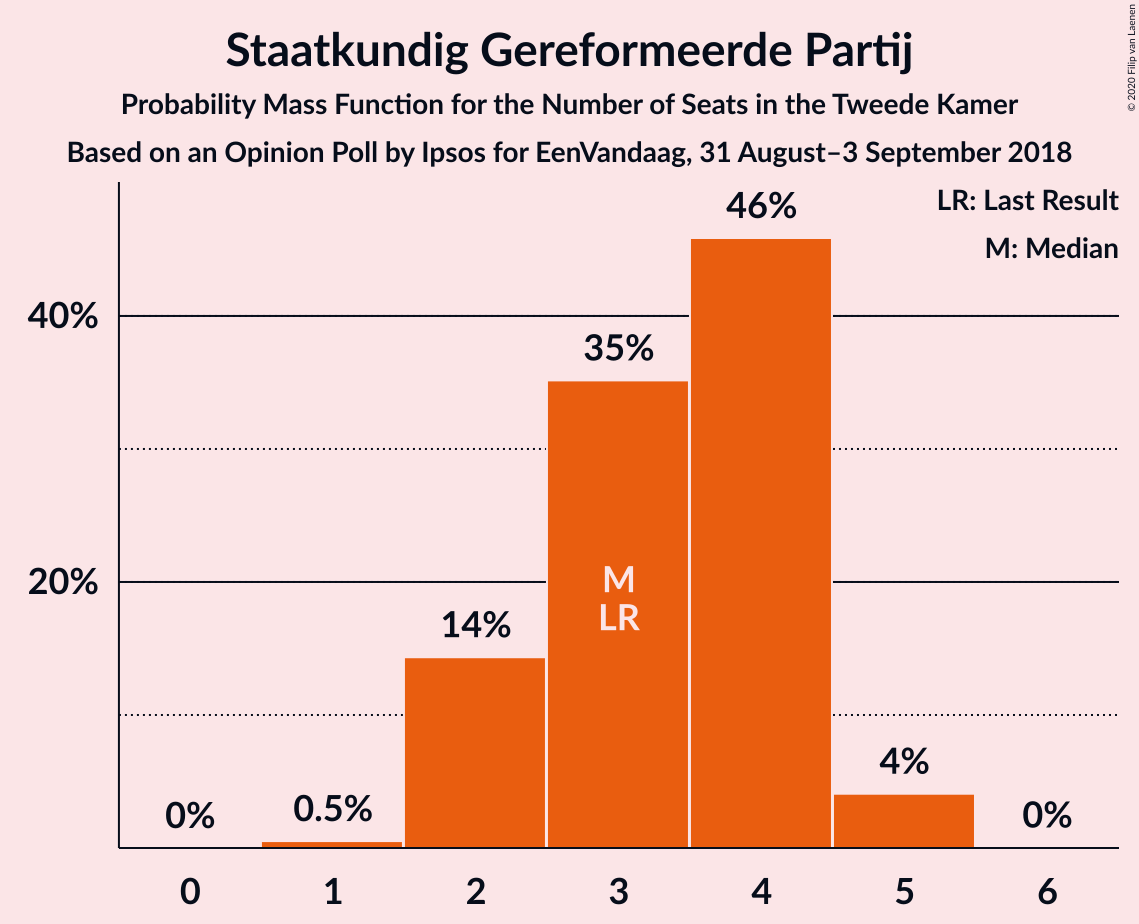 Staatkundig Gereformeerde Partij
Probability Mass Function for the Number of Seats in the Tweede Kamer
Based on an Opinion Poll by Ipsos for EenVandaag, 31 August–3 September 2018
© 2020 Filip van Laenen
LR: Last Result
M: Median
40%
20%
0%
0.5%
14%
35%
46%
4%
0%
M
LR
0
1
2
3
4
5
6